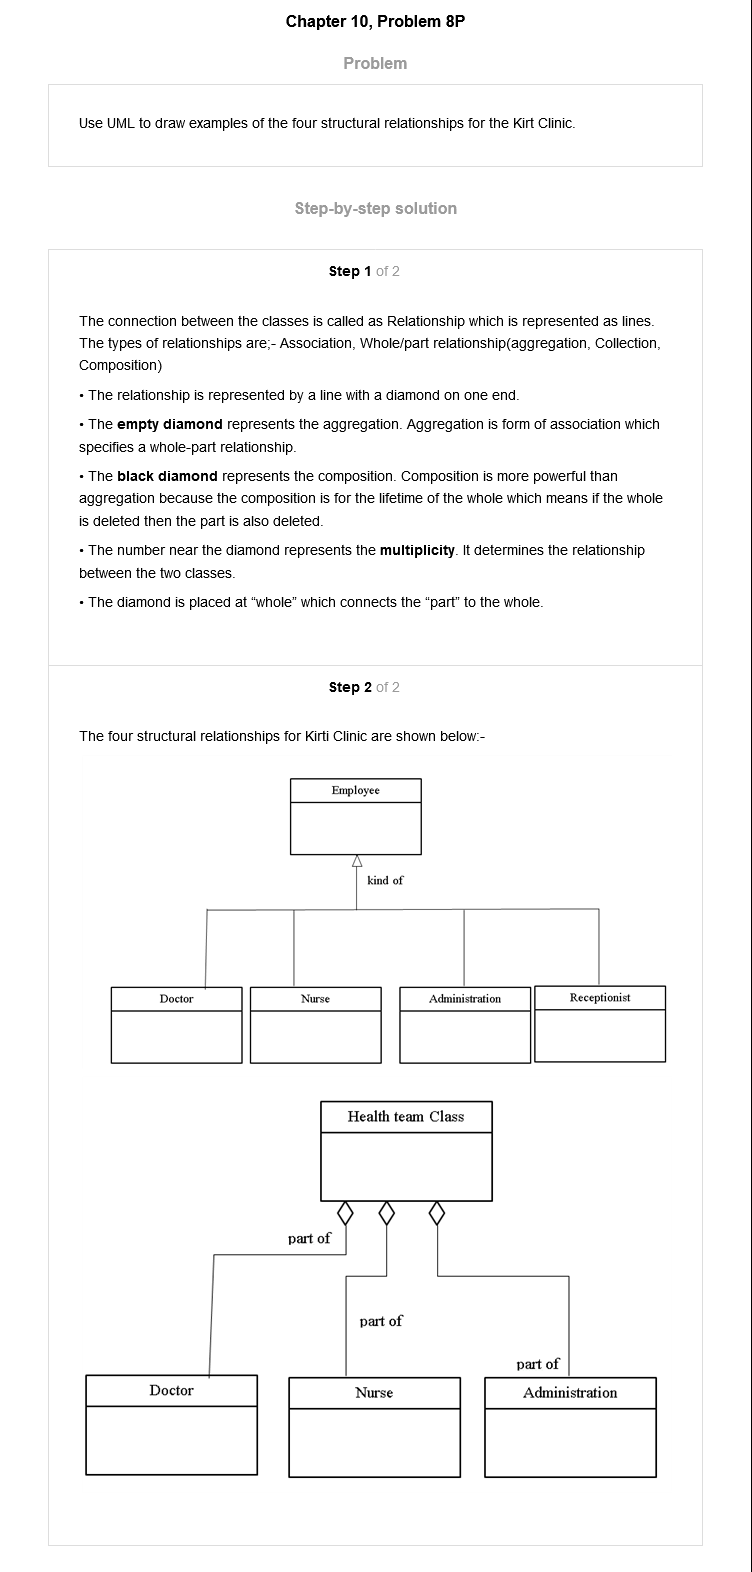 Chapter 10, Problem 8P
Problem
Use UML to draw examples of the four structural relationships for the Kirt Clinic.
Step-by-step solution
Step 1 of 2
The connection between the classes is called as Relationship which is represented as lines.
The types of relationships are;- Association, Whole/part relationship(aggregation, Collection,
Composition)
• The relationship is represented by a line with a diamond on one end.
• The empty diamond represents the aggregation. Aggregation is form of association which
specifies a whole-part relationship.
• The black diamond represents the composition. Composition is more powerful than
aggregation because the composition is for the lifetime of the whole which means if the whole
is deleted then the part is also deleted.
• The number near the diamond represents the multiplicity. It determines the relationship
between the two classes.
• The diamond is placed at “whole” which connects the “part” to the whole.
Step 2 of 2
The four structural relationships for Kirti Clinic are shown below:-
Employee
kind of
Doctor
Nurse
Administration
Receptionist
Health team Class
part of
part of
part of
Doctor
Nurse
Administration